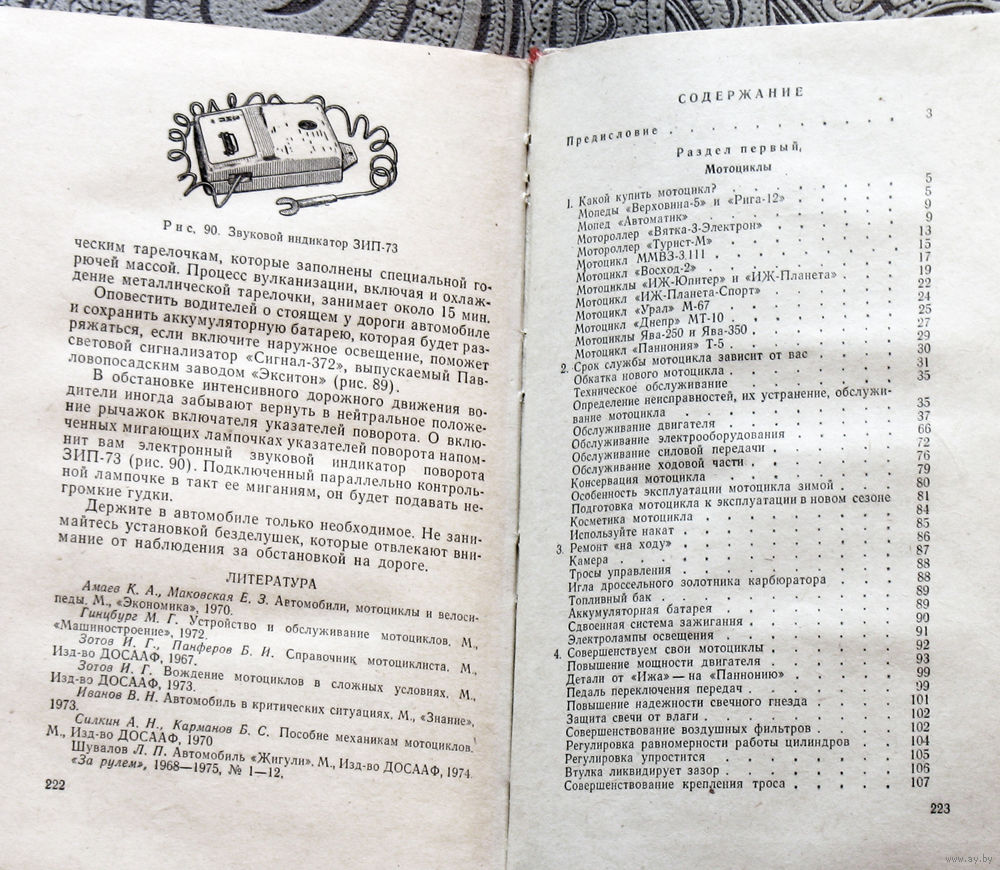 Рис. 90. Звуковой индикатор ЗИП-73
ческим тарелочкам, которые заполнены специальной го-
рючей массой. Процесс вулканизации, включая и охлаж-
дение металлической тарелочки, занимает около 15 мин.
Оповестить водителей о стоящем у дороги автомобиле
и сохранить аккумуляторную батарею, которая будет раз-
ряжаться, если включите наружное освещение, поможет
световой сигнализатор «Сигнал-372», выпускаемый Пав-
ловопосадским заводом «Экситон» (рис. 89).
В обстановке интенсивного дорожного движения во-
дители иногда забывают вернуть в нейтральное положе-
ние рычажок включателя указателей поворота. О вклю-
ченных мигающих лампочках указателей поворота напом-
нит вам электронный звуковой индикатор поворота
ЗИП-73 (рис. 90). Подключенный параллельно контроль-
ной лампочке в такт ее миганиям, он будет подавать не-
громкие гудки.
Держите в автомобиле только необходимое. Не зани-
майтесь установкой безделушек, которые отвлекают вни-
мание от наблюдения за обстановкой на дороге.
ЛИТЕРАТУРА
Амаев К. А., Маковская Е. З. Автомобили, мотоциклы и велоси-
педы. М., «Экономика», 1970.
Гинцбург М. Г. Устройство и обслуживание мотоциклов. М.,
«Машиностроение», 1972.
Зотов И. Г., Панферов Б. И. Справочник мотоциклиста. М.,
Изд-во ДОСААФ, 1967.
Зотов И. Г. Вождение мотоциклов в сложных условиях. М.,
Изд-во ДОСААФ, 1973.
Иванов В. Н. Автомобиль в критических ситуациях. М., «Знание»,
1973.
Силкин А. Н., Карманов Б. С. Пособие механикам мотоциклов.
М., Изд-во ДОСААФ, 1970
Шувалов Л. П. Автомобиль «Жигули». М., Изд-во ДОСААФ, 1974.
«За рулем», 1968—1975, № 1—12,
222
СОДЕРЖАНИЕ
Предисловие . . . . . . . . . . 3
Раздел первый,
Мотоциклы
1. Какой купить мотоцикл? . . . . . . . 5
Мопеды «Верховина-5» и «Рига-12» . . . . . 5
Мопед «Автоматик» . . . . . . . 9
Мотороллер «Вятка-3-Электрон» . . . . . 9
Мотороллер «Турист-М» . . . . . . 13
Мотоцикл ММВЗ-3.111 . . . . . . 15
Мотоцикл «Восход-2» . . . . . . 17
Мотоциклы «ИЖ-Юпитер» и «ИЖ-Планета» . . . 19
Мотоцикл «ИЖ-Планета-Спорт» . . . . . 22
Мотоцикл «Урал» М-67 . . . . . . 24
Мотоцикл «Днепр» МТ-10 . . . . . . 25
Мотоциклы Ява-250 и Ява-350 . . . . . 27
Мотоцикл «Паннония» Т-5 . . . . . . 29
2. Срок службы мотоцикла зависит от вас . . . . 30
Обкатка нового мотоцикла . . . . . . 31
Техническое обслуживание . . . . . . 35
Определение неисправностей, их устранение, обслужи-
вание мотоцикла . . . . . . . 35
Обслуживание двигателя . . . . . . 37
Обслуживание электрооборудования . . . . . 66
Обслуживание силовой передачи . . . . . 72
Обслуживание ходовой части . . . . . . 76
Консервация мотоцикла . . . . . . 79
Особенность эксплуатации мотоцикла зимой . . . . 80
Подготовка мотоцикла к эксплуатации в новом сезоне 81
Косметика мотоцикла . . . . . . 84
Используйте накат . . . . . . . 85
3. Ремонт «на ходу» . . . . . . . 86
Камера . . . . . . . . 87
Тросы управления . . . . . . . 88
Игла дроссельного золотника карбюратора . . . . 88
Топливный бак . . . . . . . 89
Аккумуляторная батарея . . . . . . 89
Сдвоенная система зажигания . . . . . 90
Электролампы освещения . . . . . . 91
4. Совершенствуем свои мотоциклы . . . . . 92
Повышение мощности двигателя . . . . . 93
Детали от «Ижа» — на «Паннонию» . . . . . 99
Педаль переключения передач . . . . . 99
Повышение надежности свечного гнезда . . . . 101
Защита свечи от влаги . . . . . . 102
Совершенствование воздушных фильтров . . . . 102
Регулировка равномерности работы цилиндров . . . 104
Регулировка упростится . . . . . . 105
Втулка ликвидирует зазор . . . . . . 106
Совершенствование крепления троса . . . . . 107
223
www.ay.by